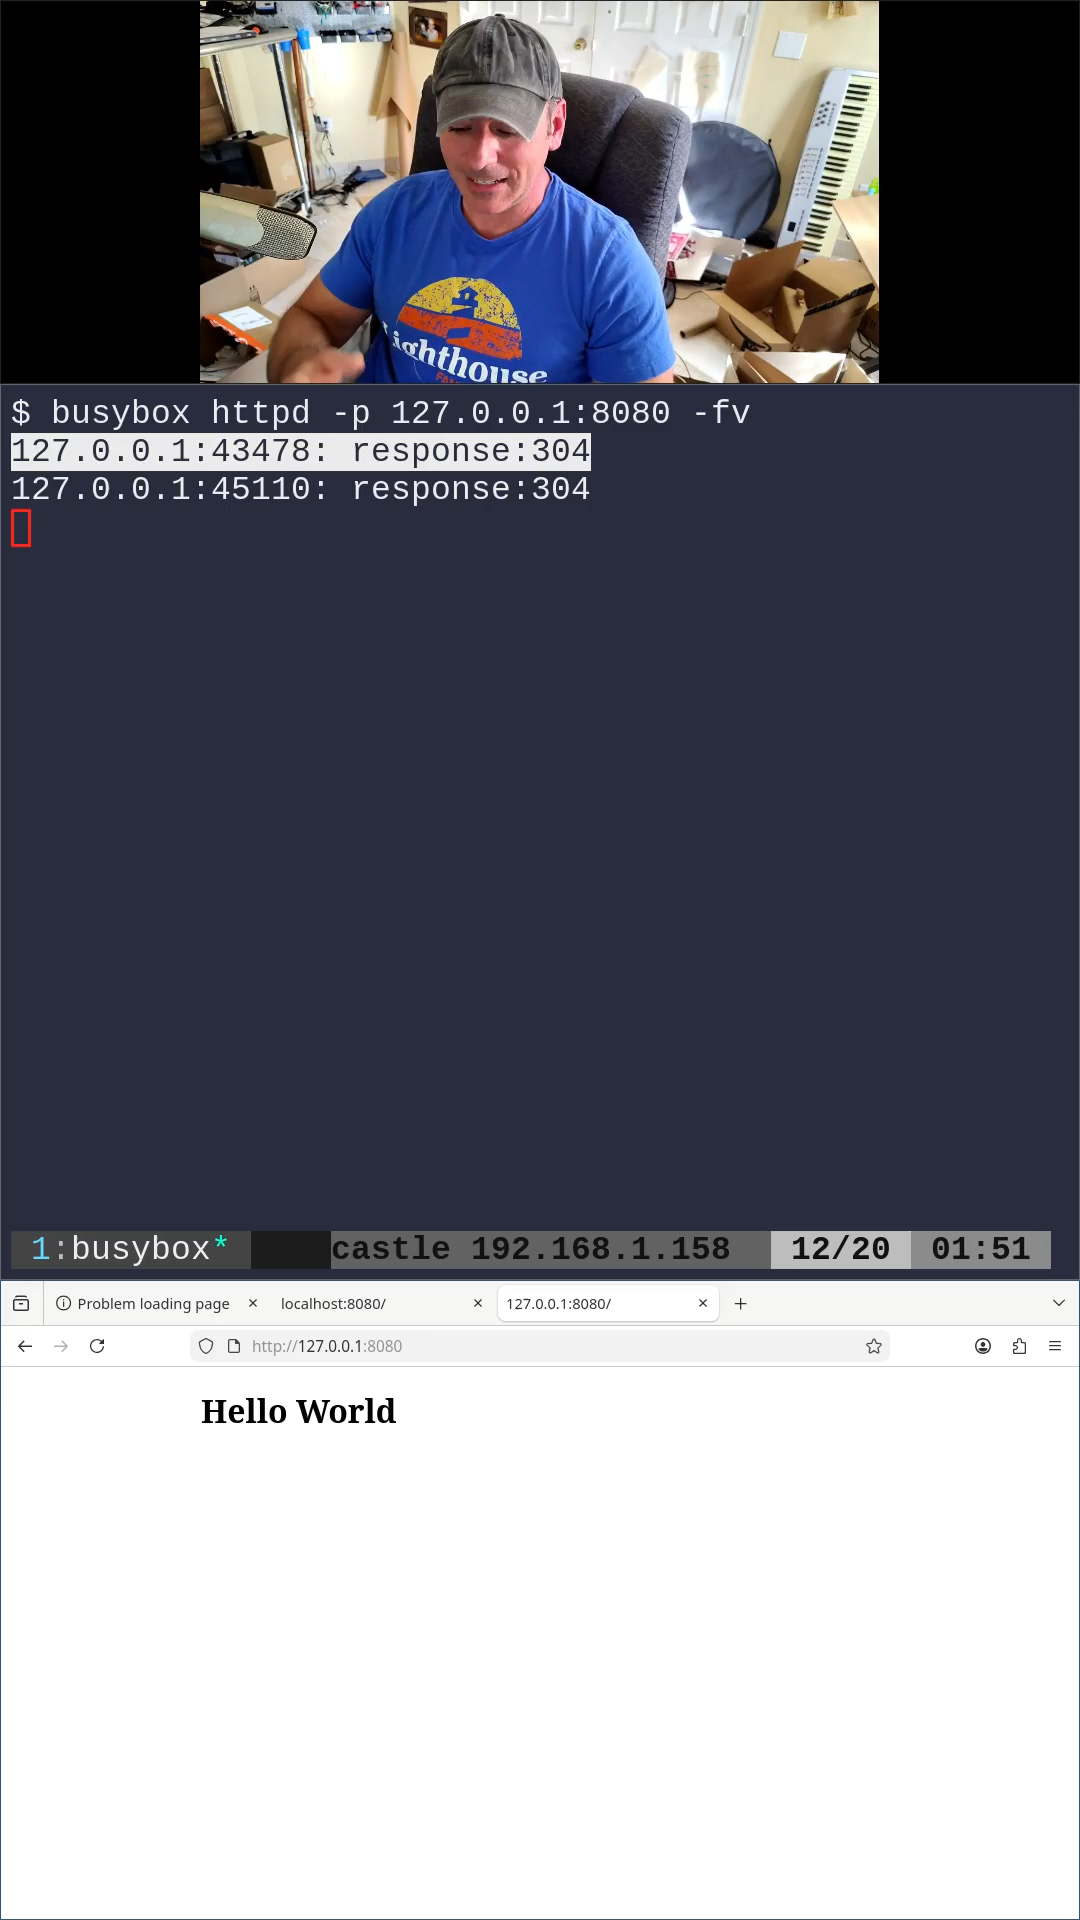 Lighthouse
$ busybox httpd -p 127.0.0.1:8080 -fv
127.0.0.1:43478: response:304
127.0.0.1:45110: response:304
1:busybox* castle 192.168.1.158 12/20 01:51
Problem loading page localhost:8080/ 127.0.0.1:8080/
http://127.0.0.1:8080
Hello World